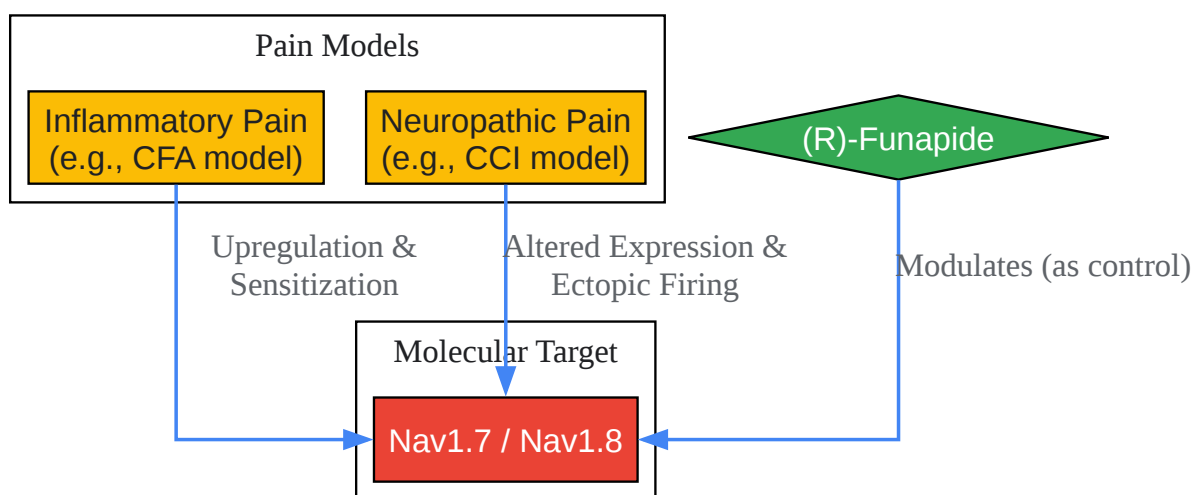 Pain Models
Inflammatory Pain
(e.g., CFA model)
Neuropathic Pain
(e.g., CCI model)
(R)-Funapide
Upregulation &
Sensitization
Altered Expression &
Ectopic Firing
Modulates (as control)
Molecular Target
Nav1.7 / Nav1.8